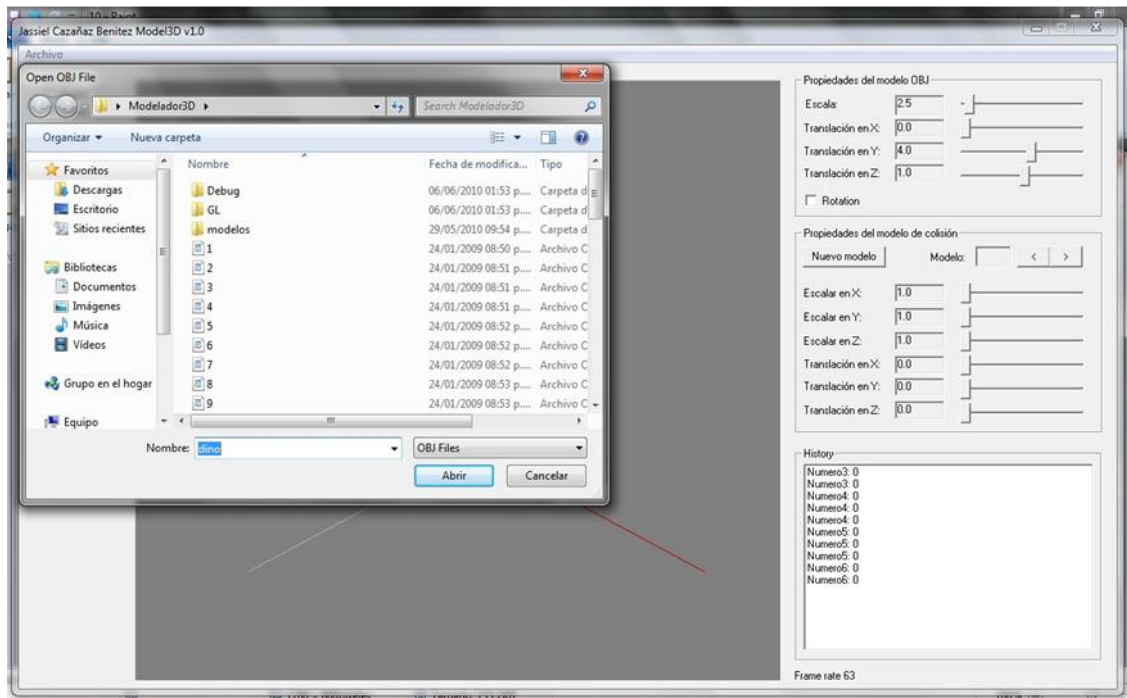 10 - Paint
Jassiel Cazañaz Benitez Model3D v1.0
Archivo
Open OBJ File
Modelador3D
Search Modelador3D
Organizar
Nueva carpeta
Favoritos
Descargas
Escritorio
Sitios recientes
Bibliotecas
Documentos
Imágenes
Música
Vídeos
Grupo en el hogar
Equipo
Nombre Fecha de modifica... Tipo
Debug 06/06/2010 01:53 p.... Carpeta d
GL 06/06/2010 01:53 p.... Carpeta d
modelos 29/05/2010 09:54 p.... Carpeta d
1 24/01/2009 08:50 p.... Archivo C
2 24/01/2009 08:51 p.... Archivo C
3 24/01/2009 08:51 p.... Archivo C
4 24/01/2009 08:51 p.... Archivo C
5 24/01/2009 08:52 p.... Archivo C
6 24/01/2009 08:52 p.... Archivo C
7 24/01/2009 08:52 p.... Archivo C
8 24/01/2009 08:53 p.... Archivo C
9 24/01/2009 08:53 p.... Archivo C
Nombre: dino
OBJ Files
Abrir
Cancelar
Propiedades del modelo OBJ
Escala: 2.5
Translación en X: 0.0
Translación en Y: 4.0
Translación en Z: 1.0
Rotation
Propiedades del modelo de colisión
Nuevo modelo Modelo: < >
Escalar en X: 1.0
Escalar en Y: 1.0
Escalar en Z: 1.0
Translación en X: 0.0
Translación en Y: 0.0
Translación en Z: 0.0
History
Numero3: 0
Numero3: 0
Numero4: 0
Numero4: 0
Numero4: 0
Numero5: 0
Numero5: 0
Numero5: 0
Numero6: 0
Numero6: 0
Frame rate 63